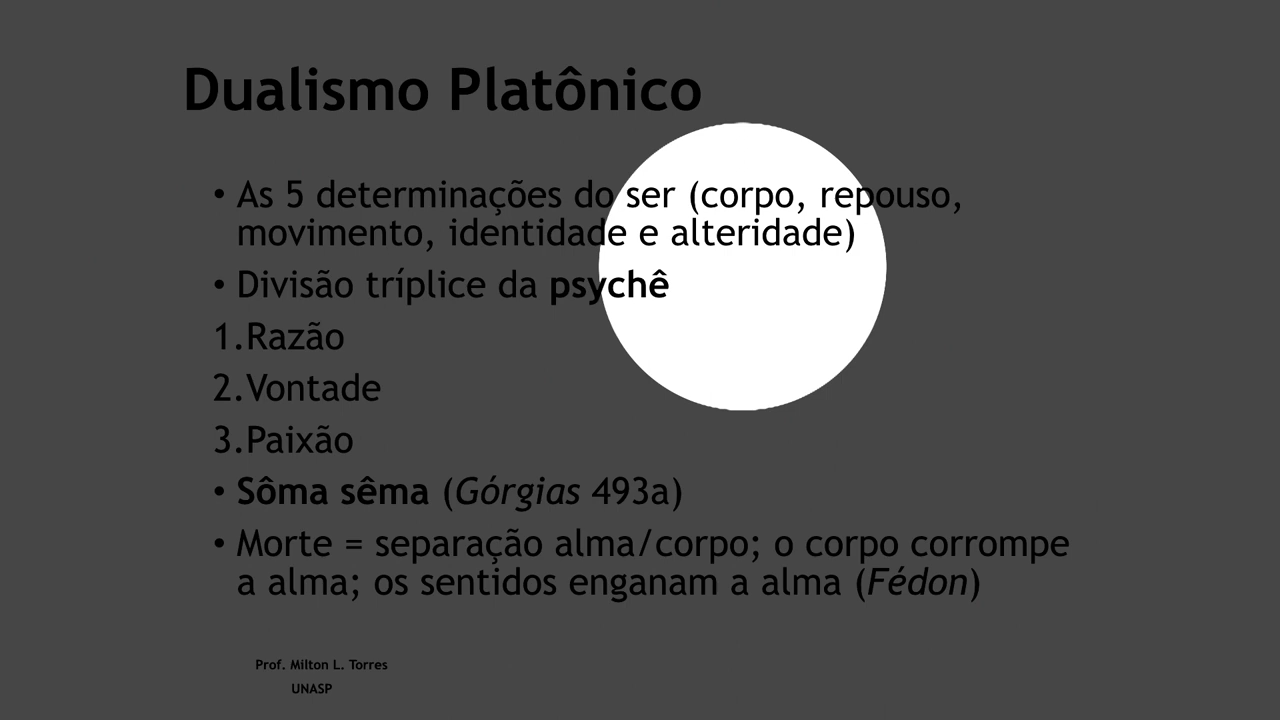 Dualismo Platônico
• As 5 determinações do ser (corpo, repouso,
movimento, identidade e alteridade)
• Divisão tríplice da psychê
1.Razão
2.Vontade
3.Paixão
• Sôma sêma (Górgias 493a)
• Morte = separação alma/corpo; o corpo corrompe
a alma; os sentidos enganam a alma (Fédon)
Prof. Milton L. Torres
UNASP